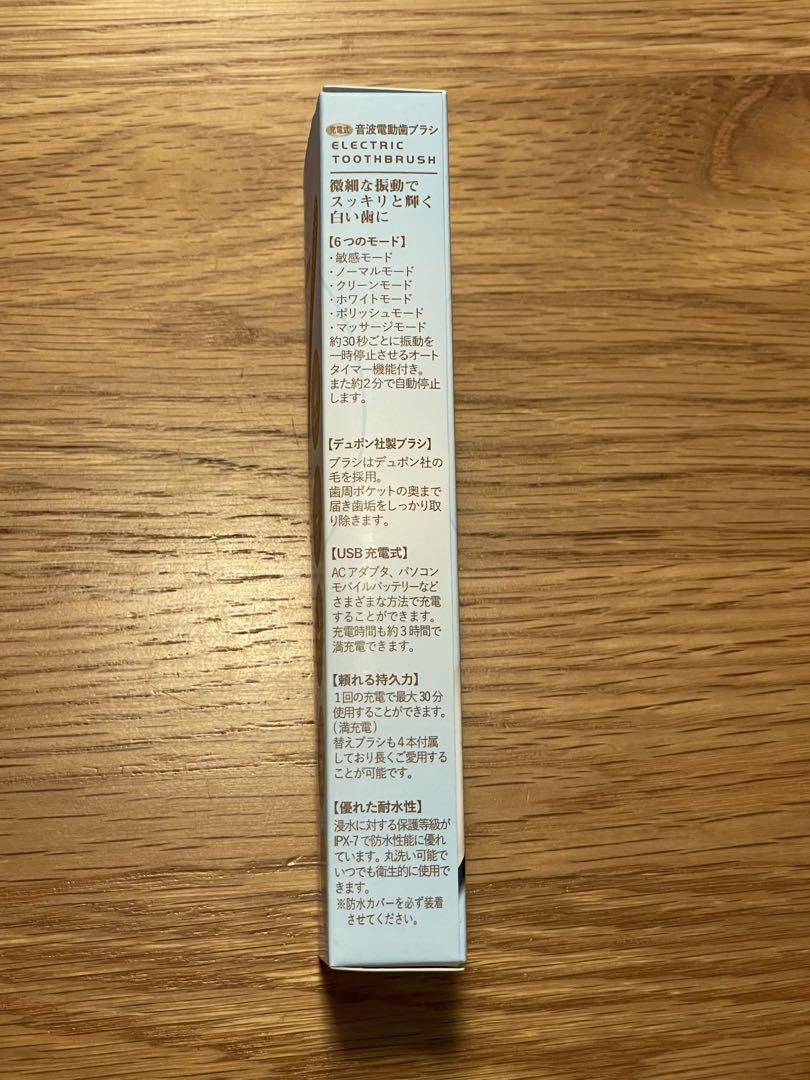 充電式 音波電動歯ブラシ
ELECTRIC
TOOTHBRUSH
微細な振動で
スッキリと輝く
白い歯に
【6つのモード】
・敏感モード
・ノーマルモード
・クリーンモード
・ホワイトモード
・ポリッシュモード
・マッサージモード
約30秒ごとに振動を
一時停止させるオート
タイマー機能付き。
また約2分で自動停止
します。
【デュポン社製ブラシ】
ブラシはデュポン社の
毛を採用。
歯周ポケットの奥まで
届き歯垢をしっかり取
り除きます。
【USB充電式】
ACアダプタ、パソコン
モバイルバッテリーなど
さまざまな方法で充電
することができます。
充電時間も約3時間で
満充電できます。
【頼れる持久力】
1回の充電で最大30分
使用することができます。
(満充電)
替えブラシも4本付属
しており長くご愛用する
ことが可能です。
【優れた耐水性】
浸水に対する保護等級が
IPX-7で防水性能に優れ
ています。丸洗い可能で
いつでも衛生的に使用で
きます。
※防水カバーを必ず装着
させてください。